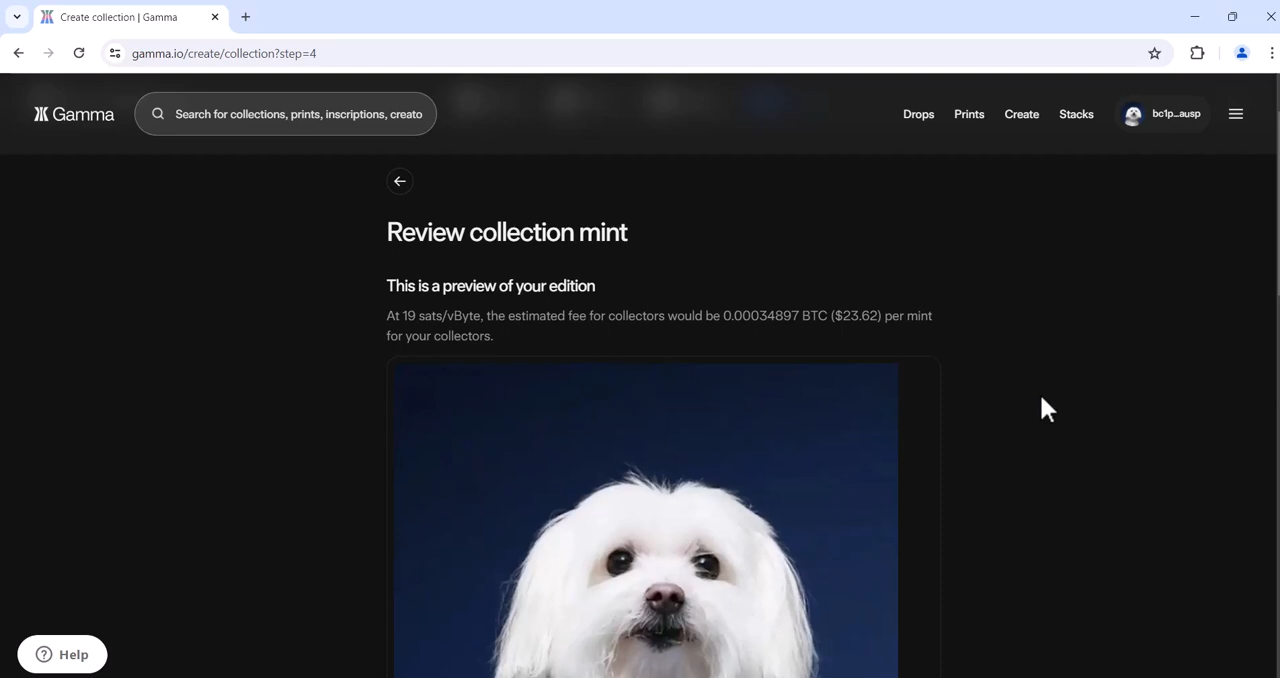 Create collection | Gamma
gamma.io/create/collection?step=4
Gamma
Search for collections, prints, inscriptions, creato
Drops
Prints
Create
Stacks
bc1p...ausp
Review collection mint
This is a preview of your edition
At 19 sats/vByte, the estimated fee for collectors would be 0.00034897 BTC ($23.62) per mint
for your collectors.
Help